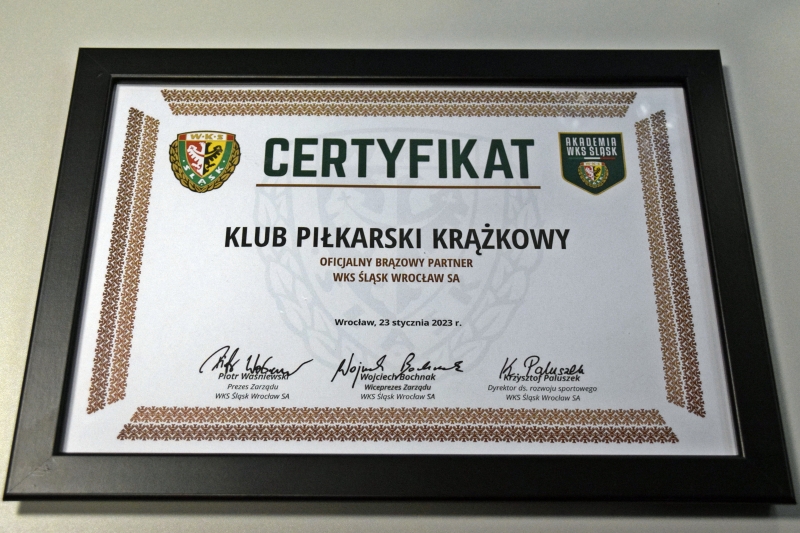 W·K·S
ŚLĄSK
CERTYFIKAT
AKADEMIA
WKS ŚLĄSK
KLUB PIŁKARSKI KRĄŻKOWY
OFICJALNY BRĄZOWY PARTNER
WKS ŚLĄSK WROCŁAW SA
Wrocław, 23 stycznia 2023 r.
Piotr Waśniewski
Prezes Zarządu
WKS Śląsk Wrocław SA
Wojciech Bochnak
Wiceprezes Zarządu
WKS Śląsk Wrocław SA
K. Paluszek
Krzysztof Paluszek
Dyrektor ds. rozwoju sportowego
WKS Śląsk Wrocław SA